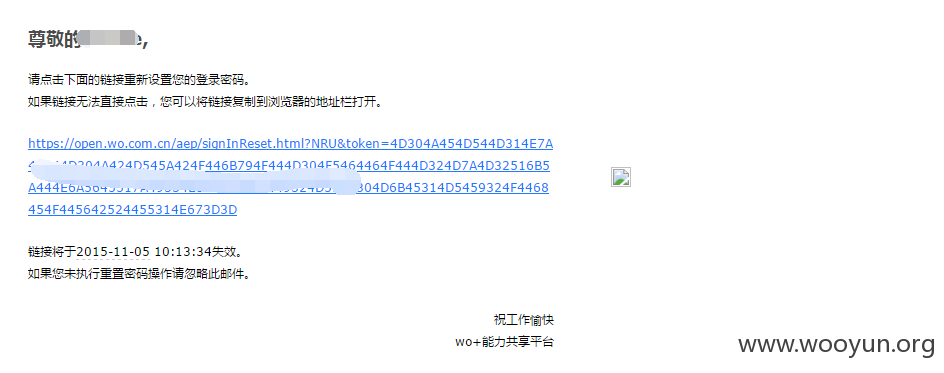 尊敬的 e,
请点击下面的链接重新设置您的登录密码。
如果链接无法直接点击，您可以将链接复制到浏览器的地址栏打开。
https://open.wo.com.cn/aep/signInReset.html?NRU&token=4D304A454D544D314E7A
446B794F444D304F5464464F444D324D7A4D32516B5
304D6B45314D5459324F4468
454F445642524455314E673D3D
链接将于2015-11-05 10:13:34失效。
如果您未执行重置密码操作请忽略此邮件。
祝工作愉快
wo+能力共享平台
www.wooyun.org